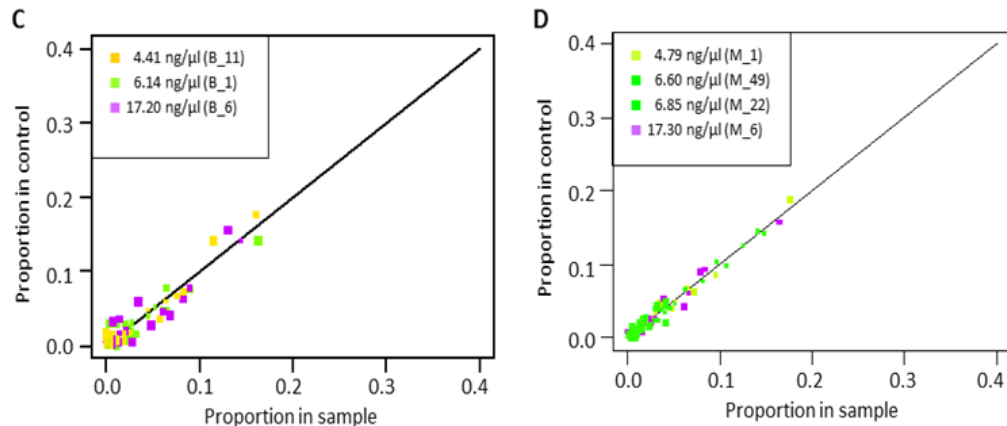 C
0.4
0.3
0.2
0.1
0.0
Proportion in control
4.41 ng/μl (B_11)
6.14 ng/μl (B_1)
17.20 ng/μl (B_6)
0.0 0.1 0.2 0.3 0.4
Proportion in sample
D
0.4
0.3
0.2
0.1
0.0
Proportion in control
4.79 ng/μl (M_1)
6.60 ng/μl (M_49)
6.85 ng/μl (M_22)
17.30 ng/μl (M_6)
0.0 0.1 0.2 0.3 0.4
Proportion in sample